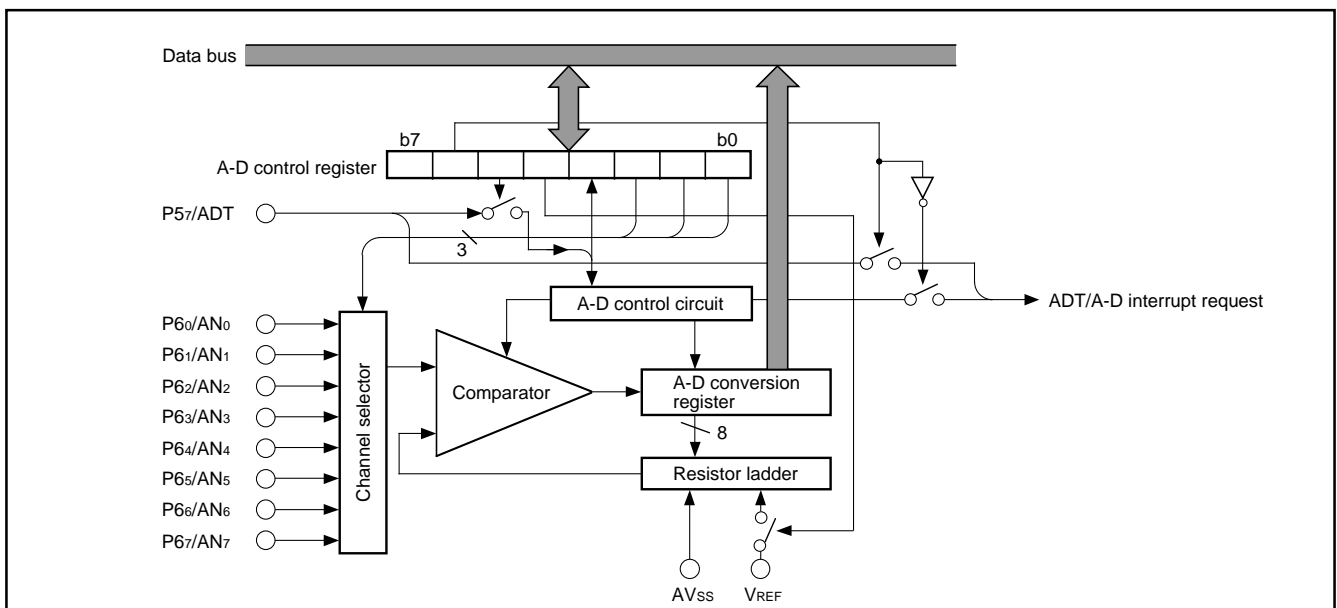 Data bus
b7 b0
A-D control register
P57/ADT
3
A-D control circuit
ADT/A-D interrupt request
P60/AN0
P61/AN1
P62/AN2
P63/AN3
P64/AN4
P65/AN5
P66/AN6
P67/AN7
Channel selector
Comparator
A-D conversion
register
8
Resistor ladder
AVSS VREF